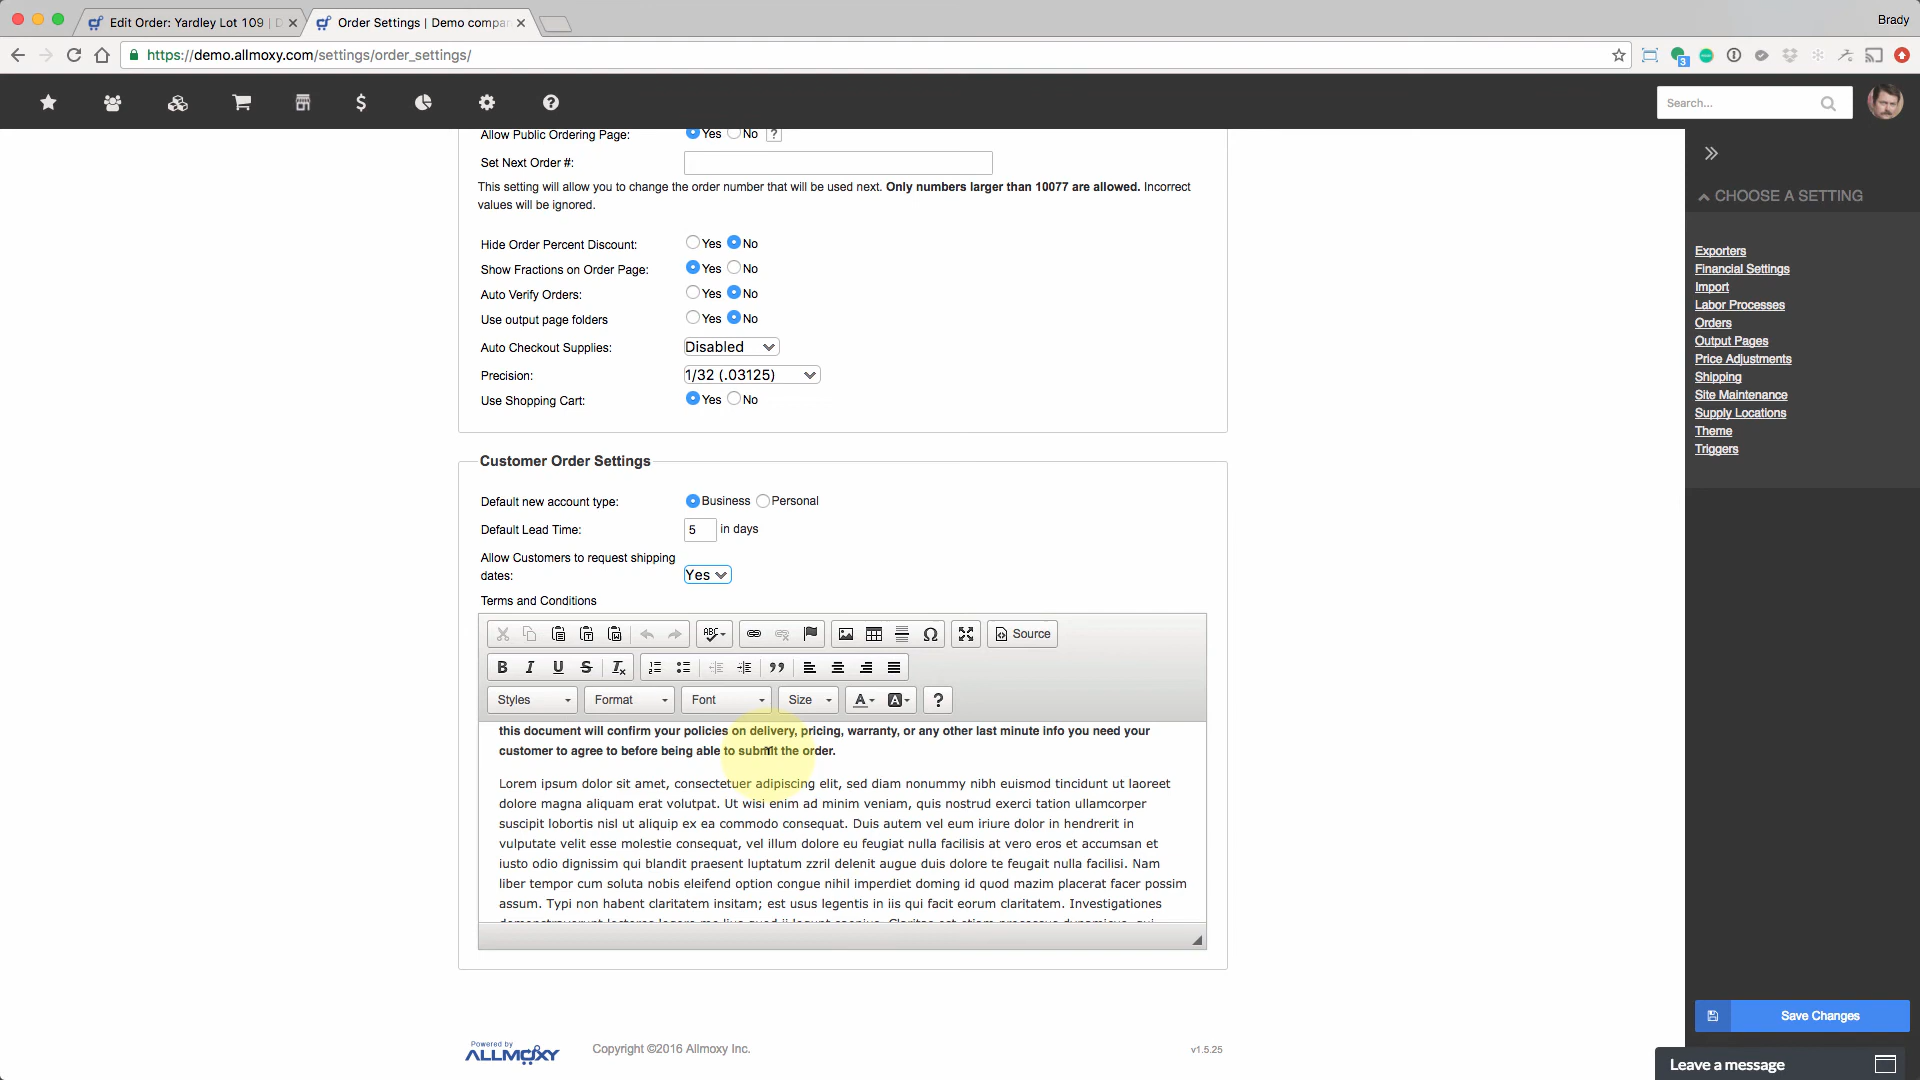 Edit Order: Yardley Lot 109 | D
Order Settings | Demo compan
Brady
https://demo.allmoxy.com/settings/order_settings/
3
Search...
Allow Public Ordering Page:
Yes No ?
Set Next Order #:
This setting will allow you to change the order number that will be used next. Only numbers larger than 10077 are allowed. Incorrect
values will be ignored.
Hide Order Percent Discount:
Yes No
Show Fractions on Order Page:
Yes No
Auto Verify Orders:
Yes No
Use output page folders
Yes No
Auto Checkout Supplies:
Disabled
Precision:
1/32 (.03125)
Use Shopping Cart:
Yes No
Customer Order Settings
Default new account type:
Business Personal
Default Lead Time:
5 in days
Allow Customers to request shipping
dates:
Yes
Terms and Conditions
Source
Styles Format Font Size
this document will confirm your policies on delivery, pricing, warranty, or any other last minute info you need your
customer to agree to before being able to submit the order.
Lorem ipsum dolor sit amet, consectetuer adipiscing elit, sed diam nonummy nibh euismod tincidunt ut laoreet
dolore magna aliquam erat volutpat. Ut wisi enim ad minim veniam, quis nostrud exerci tation ullamcorper
suscipit lobortis nisl ut aliquip ex ea commodo consequat. Duis autem vel eum iriure dolor in hendrerit in
vulputate velit esse molestie consequat, vel illum dolore eu feugiat nulla facilisis at vero eros et accumsan et
iusto odio dignissim qui blandit praesent luptatum zzril delenit augue duis dolore te feugait nulla facilisi. Nam
liber tempor cum soluta nobis eleifend option congue nihil imperdiet doming id quod mazim placerat facer possim
assum. Typi non habent claritatem insitam; est usus legentis in iis qui facit eorum claritatem. Investigationes
Powered by
ALLMOXY
Copyright ©2016 Allmoxy Inc.
v1.5.25
CHOOSE A SETTING
Exporters
Financial Settings
Import
Labor Processes
Orders
Output Pages
Price Adjustments
Shipping
Site Maintenance
Supply Locations
Theme
Triggers
Save Changes
Leave a message